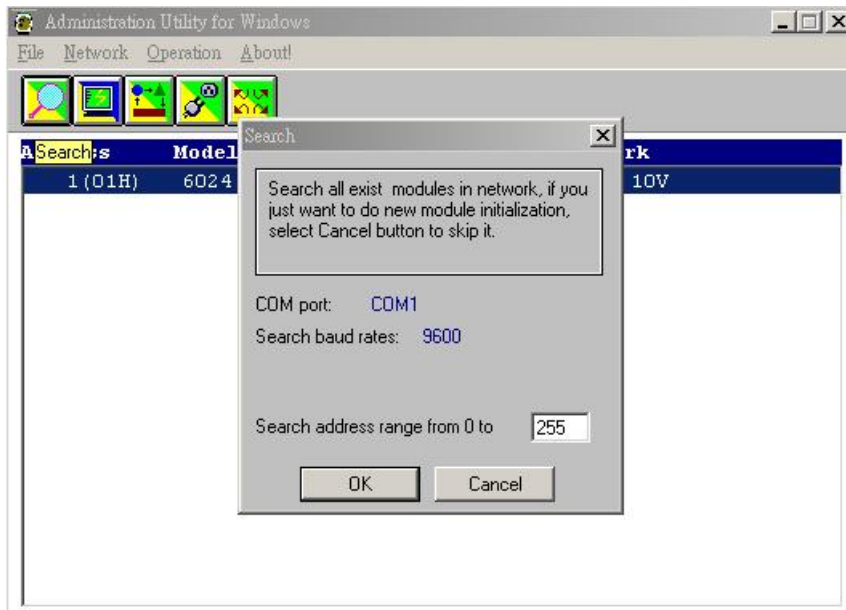 Administration Utility for Windows
File Network Operation About!
Search
A Search :s Model rk
1(01H) 6024 10V
Search all exist modules in network, if you
just want to do new module initialization,
select Cancel button to skip it.
COM port: COM1
Search baud rates: 9600
Search address range from 0 to 255
OK Cancel